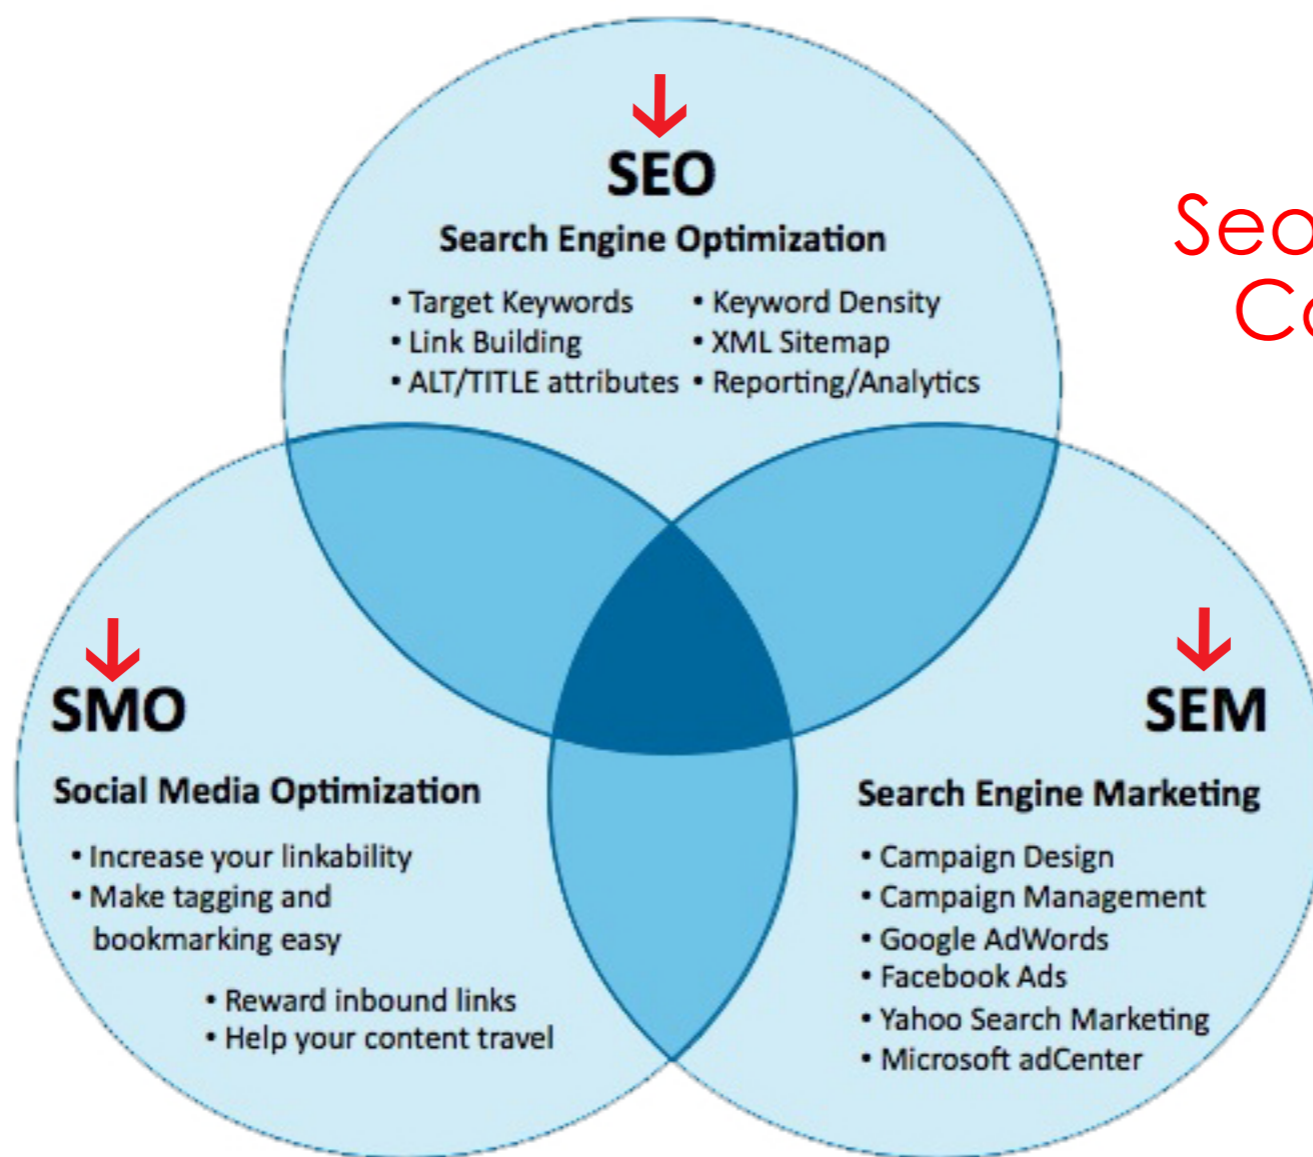 SEO
Search Engine Optimization
• Target Keywords
• Link Building
• ALT/TITLE attributes
• Keyword Density
• XML Sitemap
• Reporting/Analytics
SMO
Social Media Optimization
• Increase your linkability
• Make tagging and
bookmarking easy
• Reward inbound links
• Help your content travel
SEM
Search Engine Marketing
• Campaign Design
• Campaign Management
• Google AdWords
• Facebook Ads
• Yahoo Search Marketing
• Microsoft adCenter